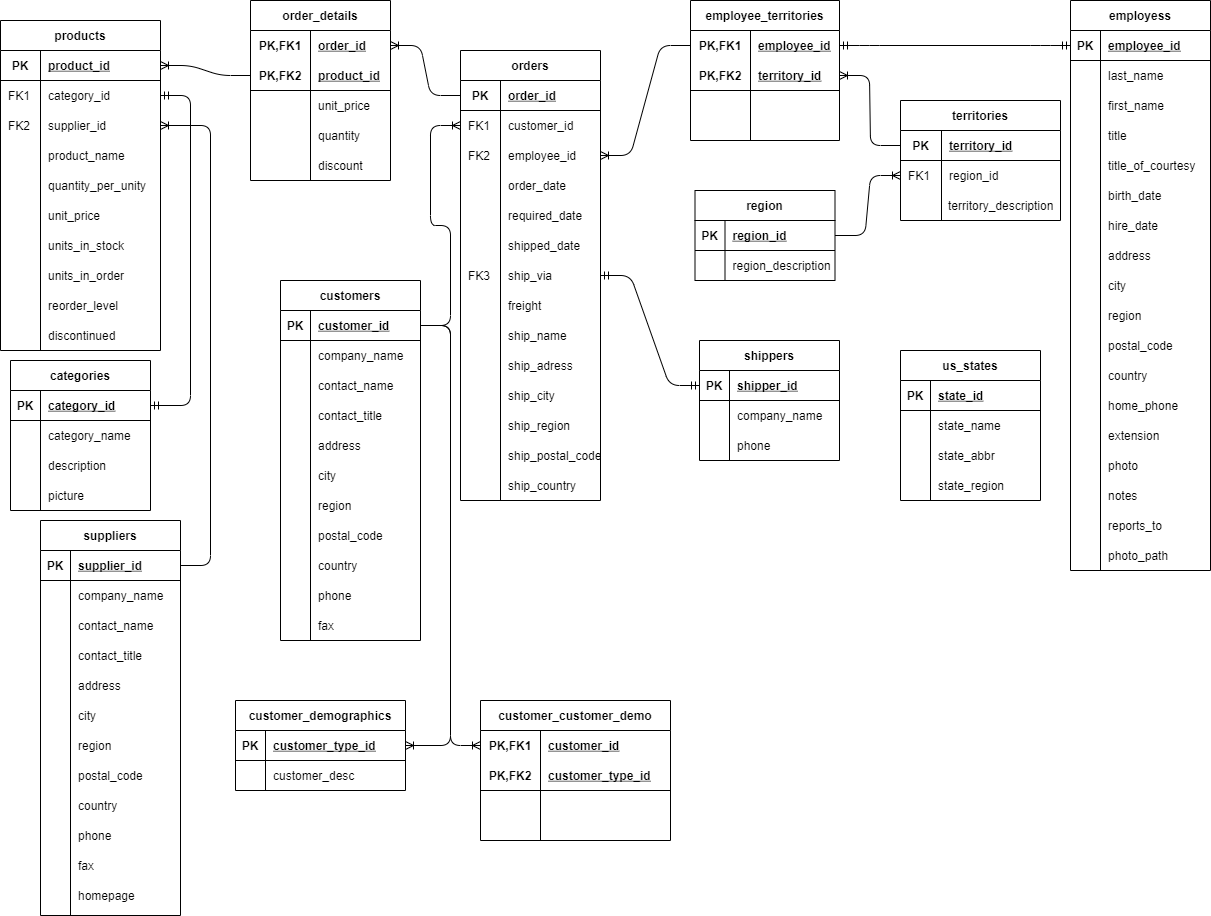 products
PK product_id
FK1 category_id
FK2 supplier_id
product_name
quantity_per_unity
unit_price
units_in_stock
units_in_order
reorder_level
discontinued
categories
PK category_id
category_name
description
picture
suppliers
PK supplier_id
company_name
contact_name
contact_title
address
city
region
postal_code
country
phone
fax
homepage
order_details
PK,FK1 order_id
PK,FK2 product_id
unit_price
quantity
discount
customers
PK customer_id
company_name
contact_name
contact_title
address
city
region
postal_code
country
phone
fax
customer_demographics
PK customer_type_id
customer_desc
orders
PK order_id
FK1 customer_id
FK2 employee_id
order_date
required_date
shipped_date
FK3 ship_via
freight
ship_name
ship_adress
ship_city
ship_region
ship_postal_code
ship_country
customer_customer_demo
PK,FK1 customer_id
PK,FK2 customer_type_id
employee_territories
PK,FK1 employee_id
PK,FK2 territory_id
region
PK region_id
region_description
shippers
PK shipper_id
company_name
phone
territories
PK territory_id
FK1 region_id
territory_description
us_states
PK state_id
state_name
state_abbr
state_region
employess
PK employee_id
last_name
first_name
title
title_of_courtesy
birth_date
hire_date
address
city
region
postal_code
country
home_phone
extension
photo
notes
reports_to
photo_path